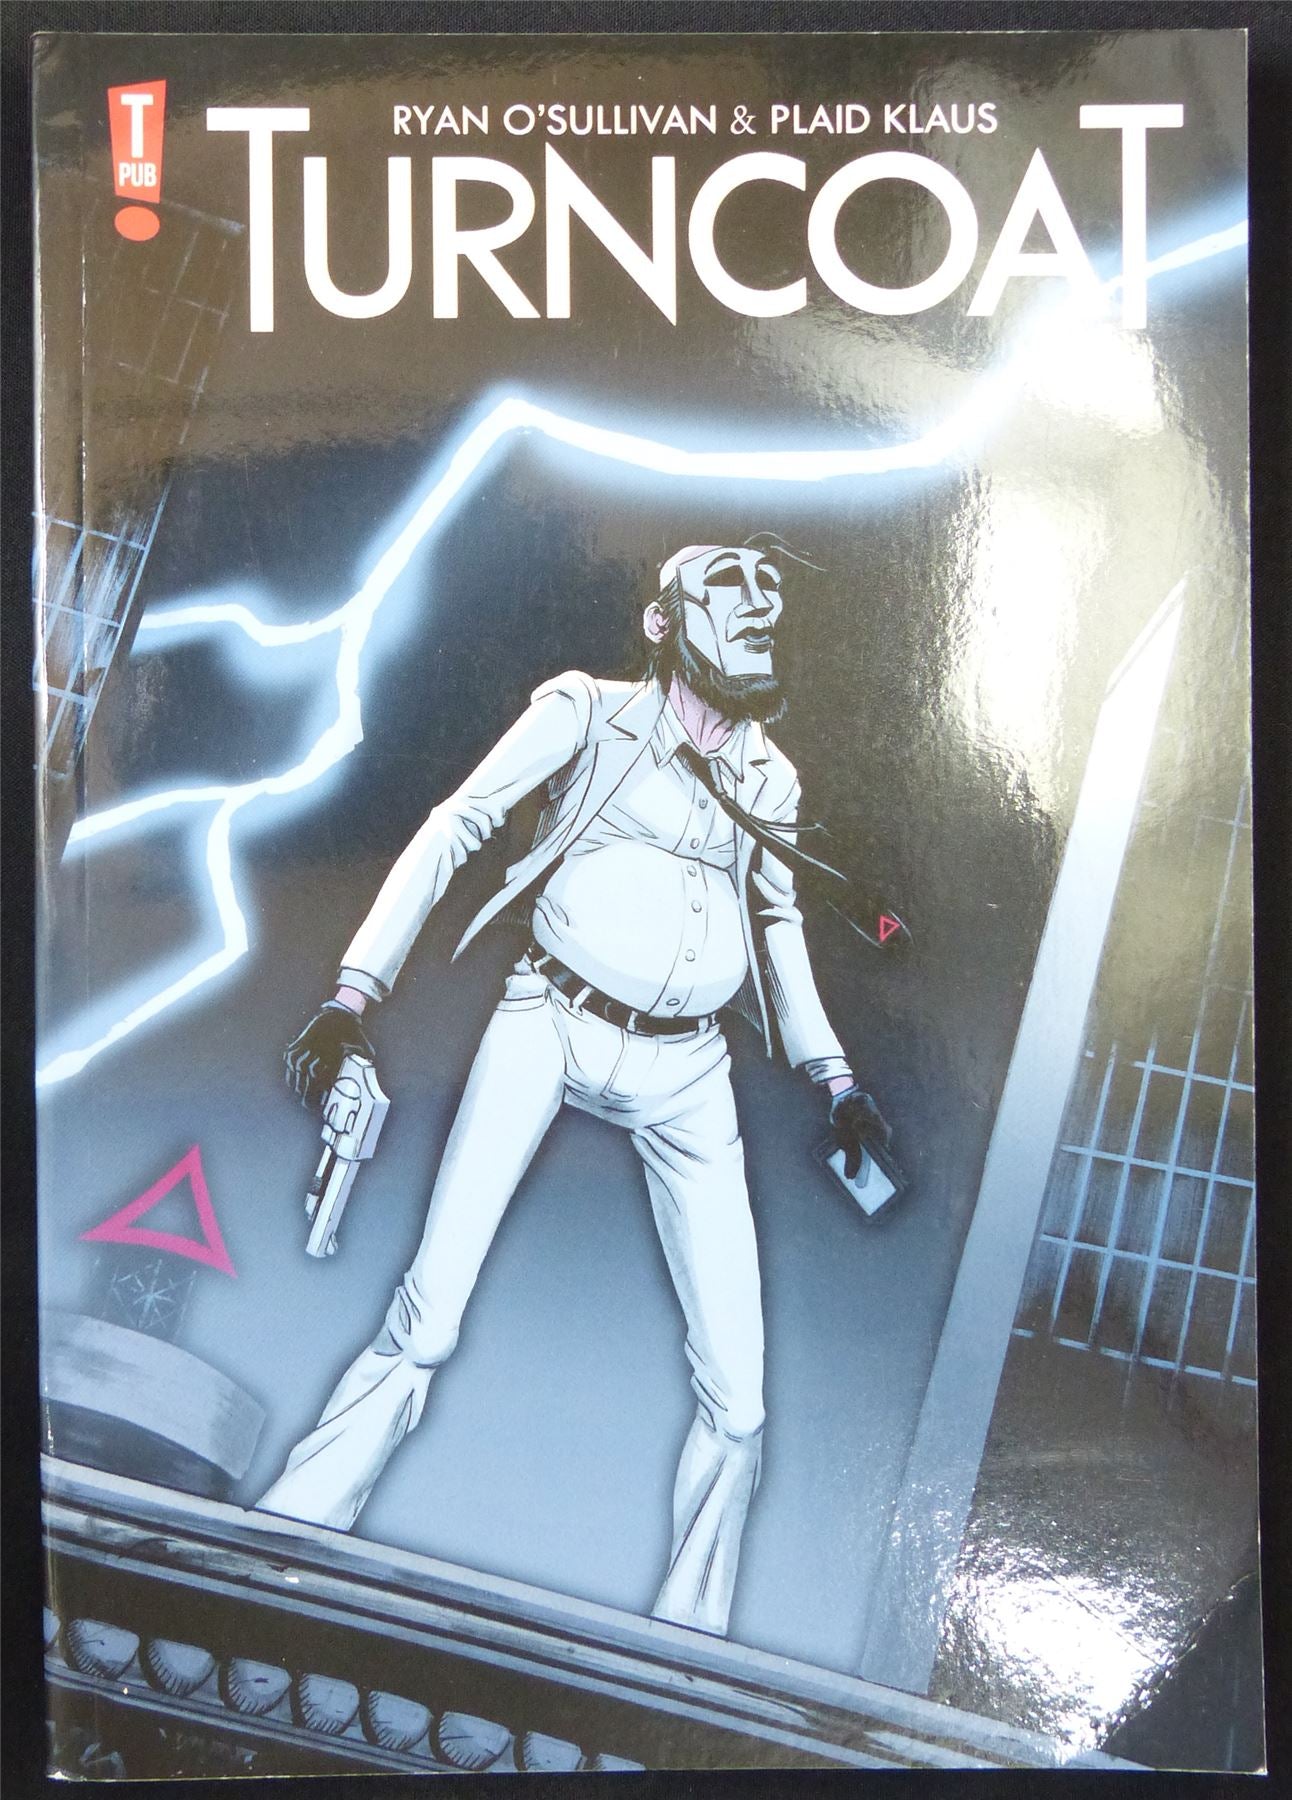 T
PUB
RYAN O'SULLIVAN & PLAID KLAUS
TURNCOAT